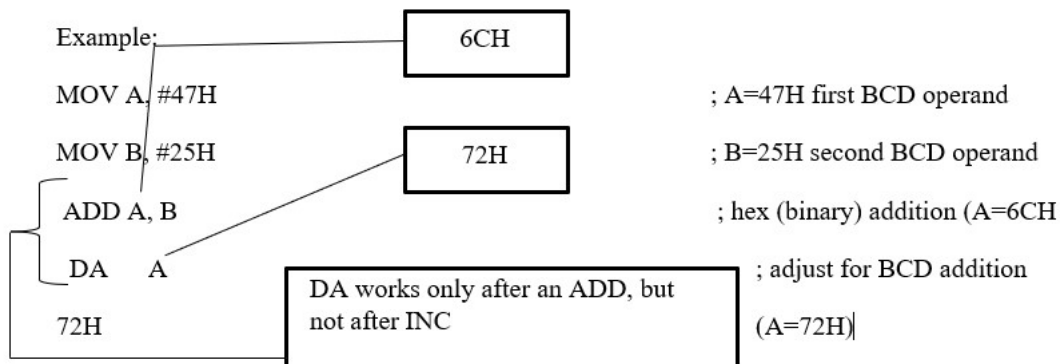 Example:
6CH
MOV A, #47H
; A=47H first BCD operand
MOV B, #25H
72H
; B=25H second BCD operand
ADD A, B
; hex (binary) addition (A=6CH
DA A
; adjust for BCD addition
72H
DA works only after an ADD, but
not after INC
(A=72H)